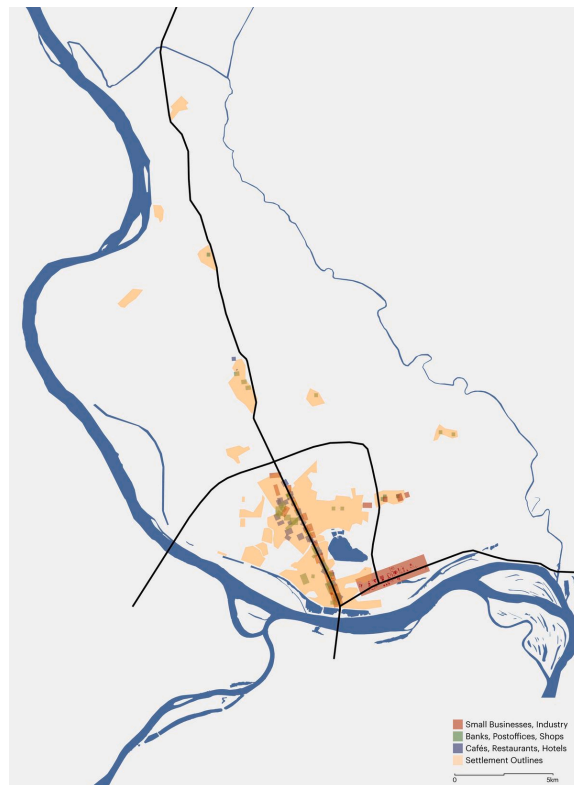 Small Businesses, Industry
Banks, Postoffices, Shops
Cafés, Restaurants, Hotels
Settlement Outlines
0 5km